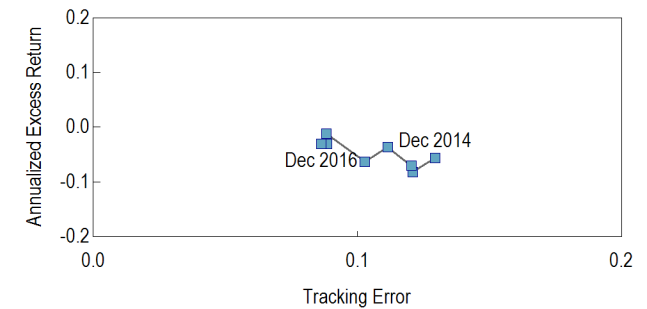 0.2
0.1
0.0
-0.1
-0.2
Annualized Excess Return
Dec 2014
Dec 2016
0.0
0.1
0.2
Tracking Error